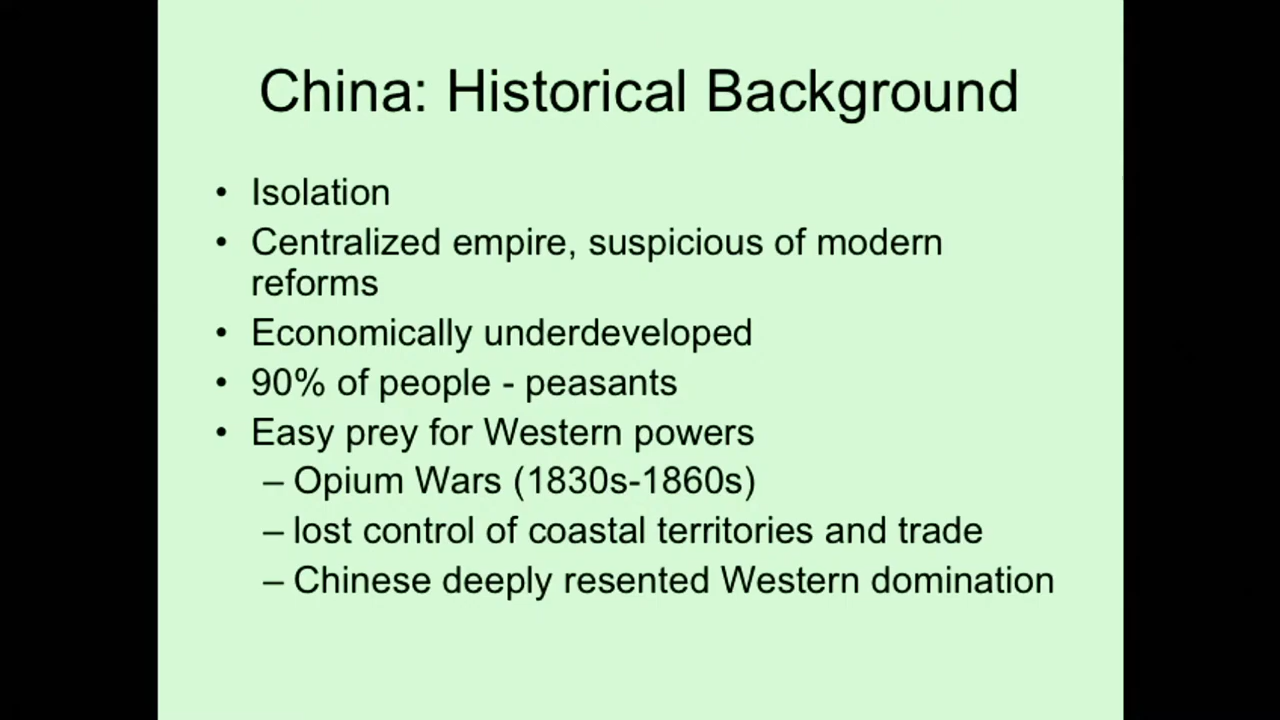 China: Historical Background
• Isolation
• Centralized empire, suspicious of modern
reforms
• Economically underdeveloped
• 90% of people - peasants
• Easy prey for Western powers
– Opium Wars (1830s-1860s)
– lost control of coastal territories and trade
– Chinese deeply resented Western domination